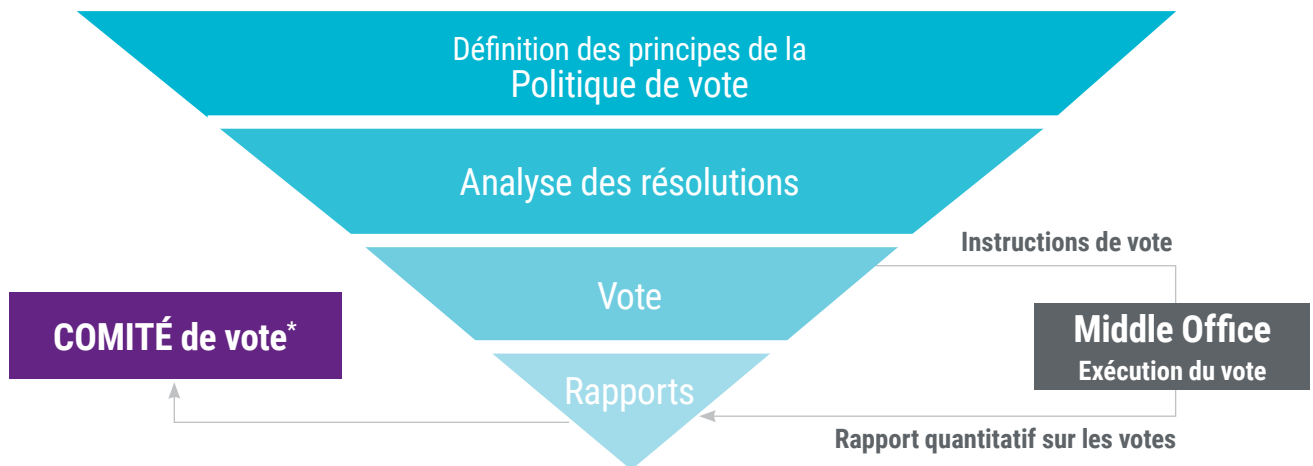 Définition des principes de la
Politique de vote
Analyse des résolutions
Instructions de vote
Vote
COMITÉ de vote*
Middle Office
Exécution du vote
Rapports
Rapport quantitatif sur les votes